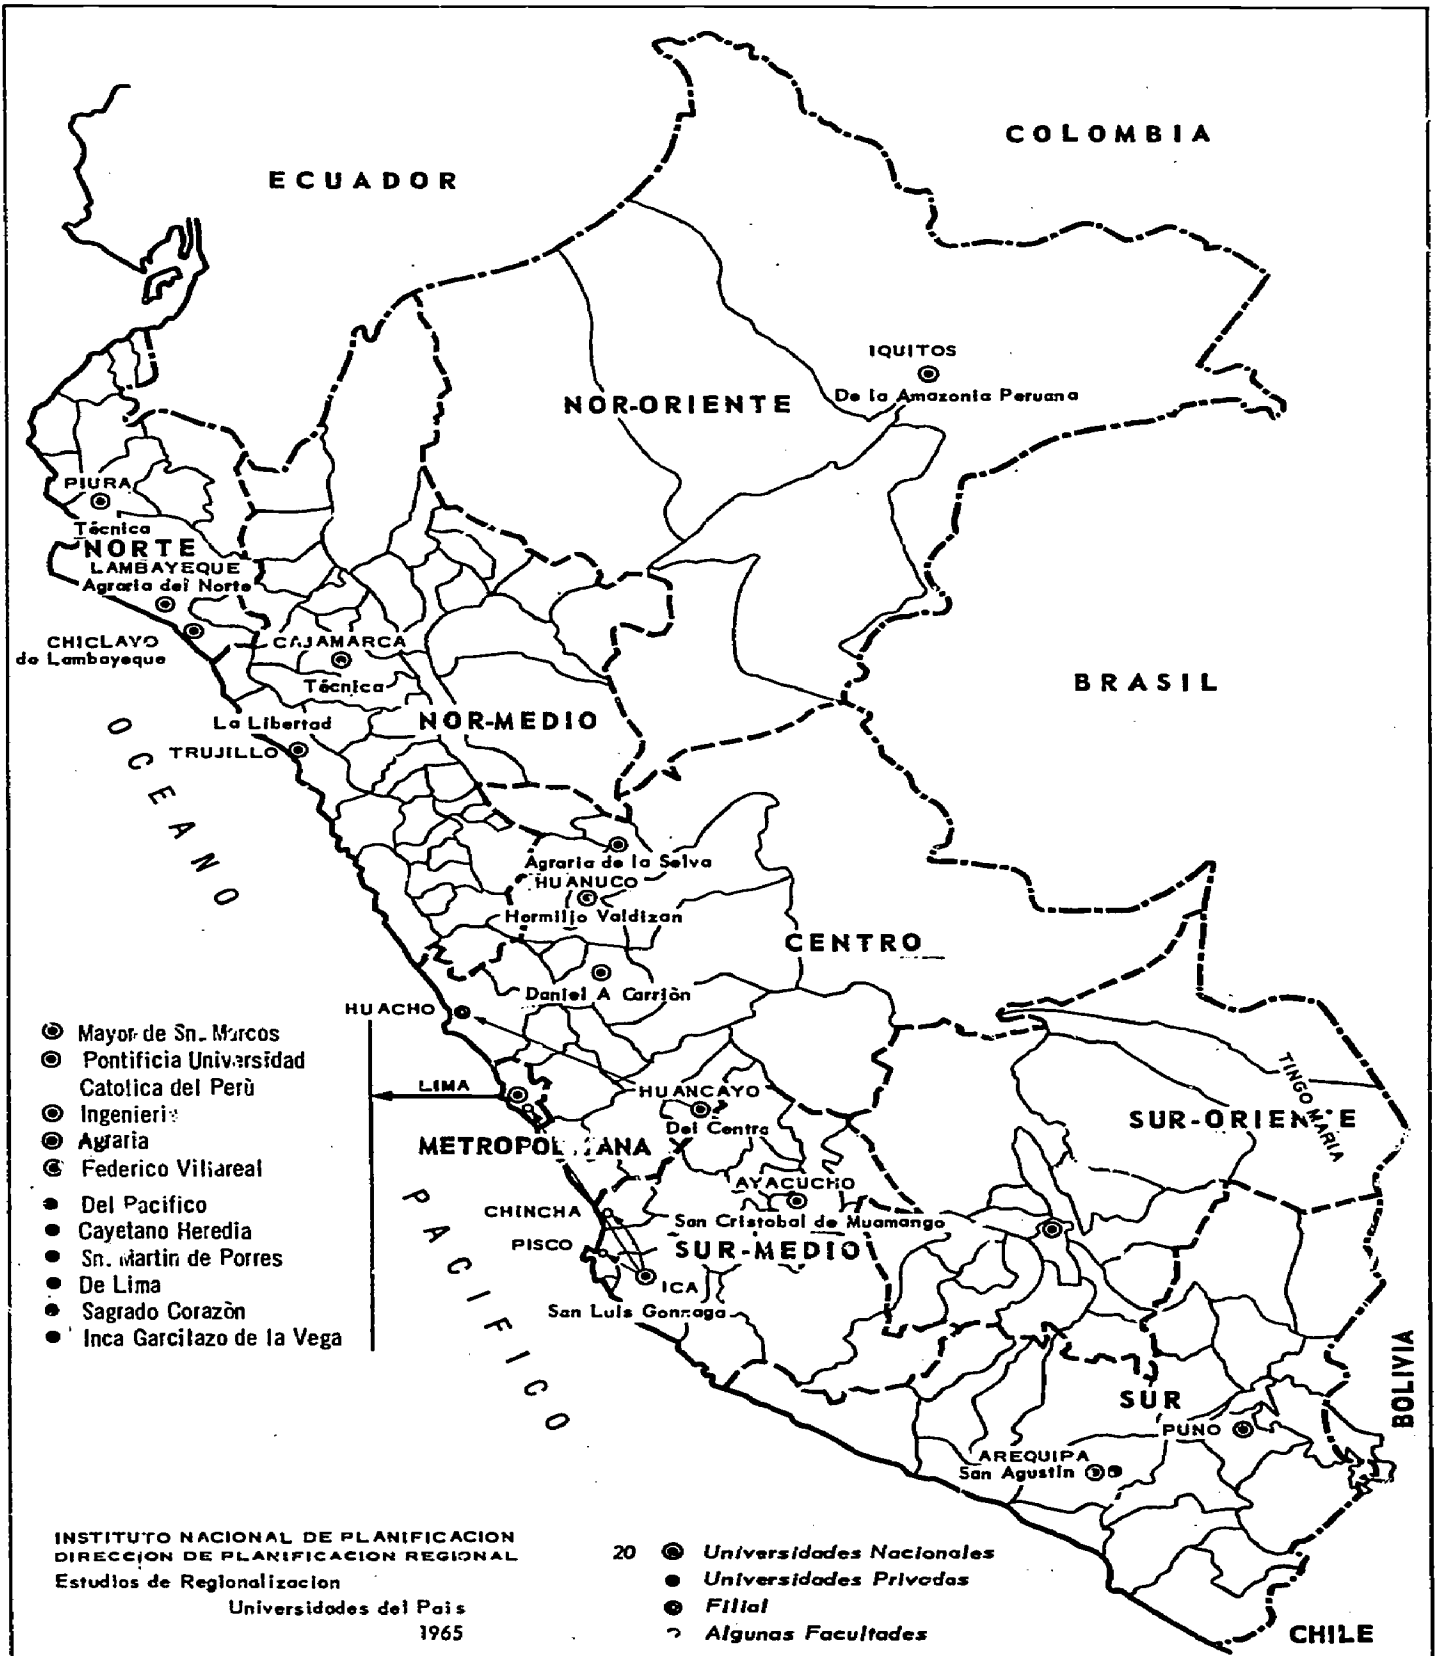 COLOMBIA
ECUADOR
IQUITOS
De la Amazonia Peruana
NOR-ORIENTE
PIURA
Técnica
NORTE
LAMBAYEQUE
Agraria del Norte
CHICLAYO
de Lambayeque
CAJAMARCA
Técnica
BRASIL
La Libertad
NOR-MEDIO
TRUJILLO
OCEANO
Agraria de la Selva
HUANUCO
Hermilio Valdizan
CENTRO
Daniel A Carriòn
HUACHO
Mayor de Sn. Marcos
Pontificia Universidad
Catolica del Perù
Ingenieri
Agraria
Federico Villareal
Del Pacifico
Cayetano Heredia
Sn. Martin de Porres
De Lima
Sagrado Corazòn
Inca Garcilazo de la Vega
LIMA
HUANCAYO
Del Centro
TINGO MARIA
SUR-ORIENTE
METROPOL ANA
AYACUCHO
San Cristobal de Muamango
CHINCHA
PISCO
SUR-MEDIO
ICA
San Luis Gonzaga
PACIFICO
SUR
BOLIVIA
PUNO
AREQUIPA
San Agustin
INSTITUTO NACIONAL DE PLANIFICACION
DIRECCION DE PLANIFICACION REGIONAL
Estudios de Regionalizacion
Universidades del Pais
1965
20 Universidades Nacionales
Universidades Privadas
Filial
Algunas Facultades
CHILE